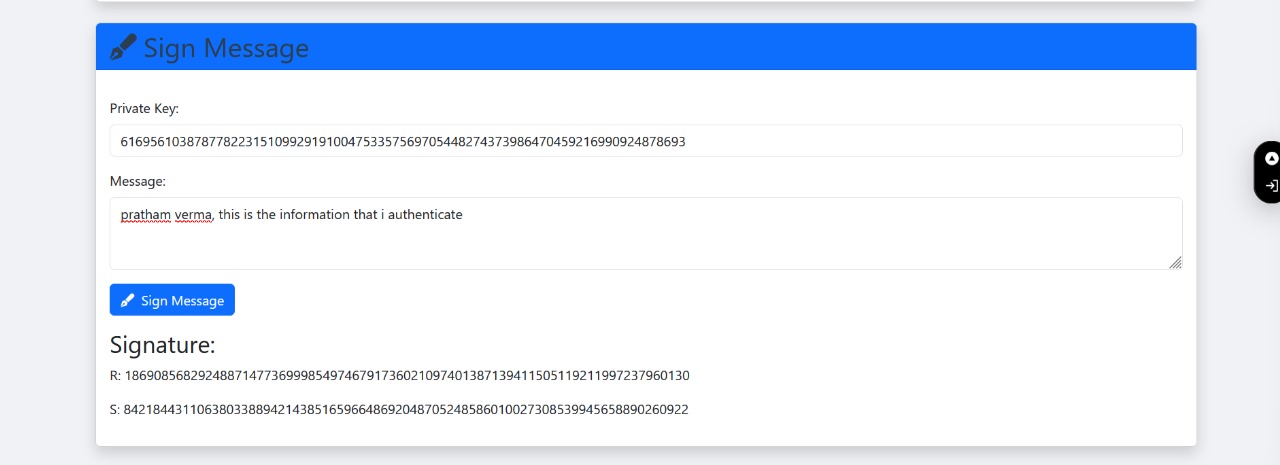 Sign Message
Private Key:
61695610387877822315109929191004753357569705448274373986470459216990924878693
Message:
pratham verma, this is the information that i authenticate
Sign Message
Signature:
R: 18690856829248871477369998549746791736021097401387139411505119211997237960130
S: 84218443110638033889421438516596648692048705248586010027308539945658890260922